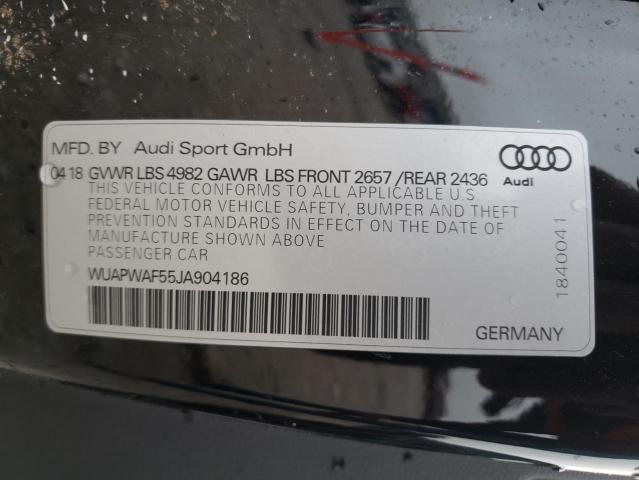 MFD. BY Audi Sport GmbH
04 18 GVWR LBS 4982 GAWR LBS FRONT 2657 /REAR 2436
THIS VEHICLE CONFORMS TO ALL APPLICABLE U.S.
FEDERAL MOTOR VEHICLE SAFETY, BUMPER AND THEFT
PREVENTION STANDARDS IN EFFECT ON THE DATE OF
MANUFACTURE SHOWN ABOVE
PASSENGER CAR
WUAPWAF55JA904186
Audi
1840041
GERMANY